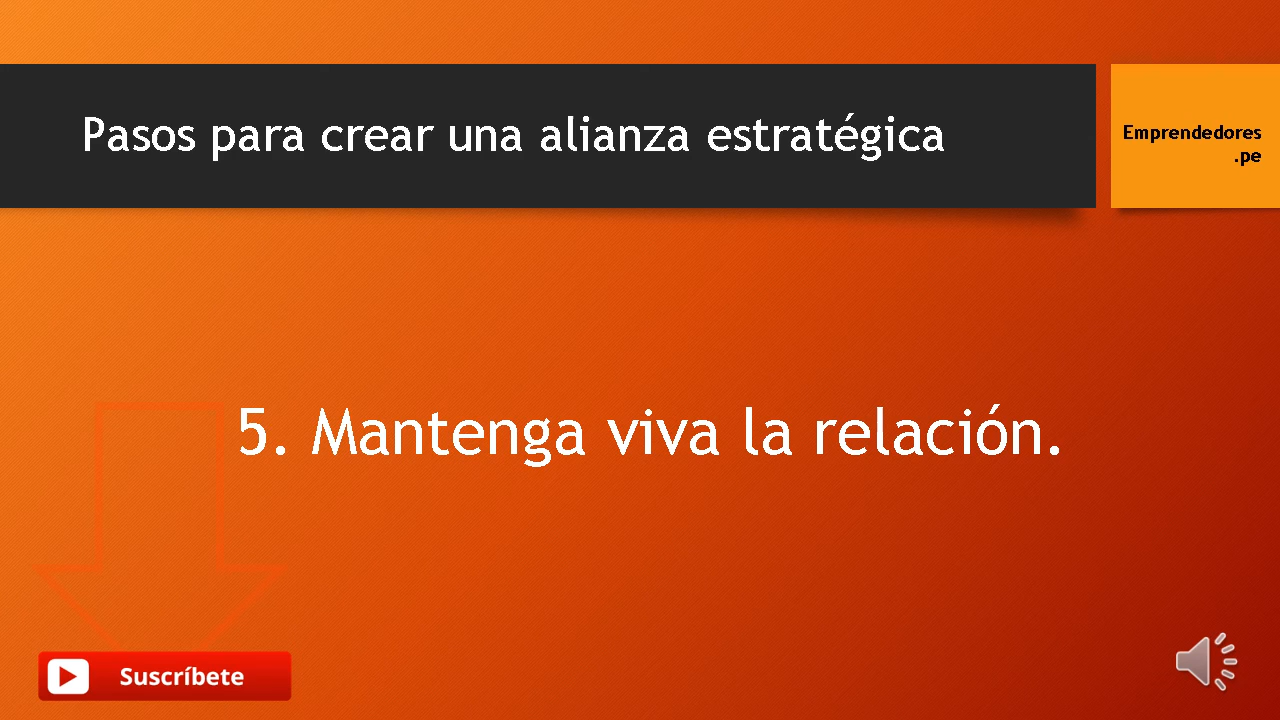 Pasos para crear una alianza estratégica
Emprendedores
.pe
5. Mantenga viva la relación.
Suscríbete